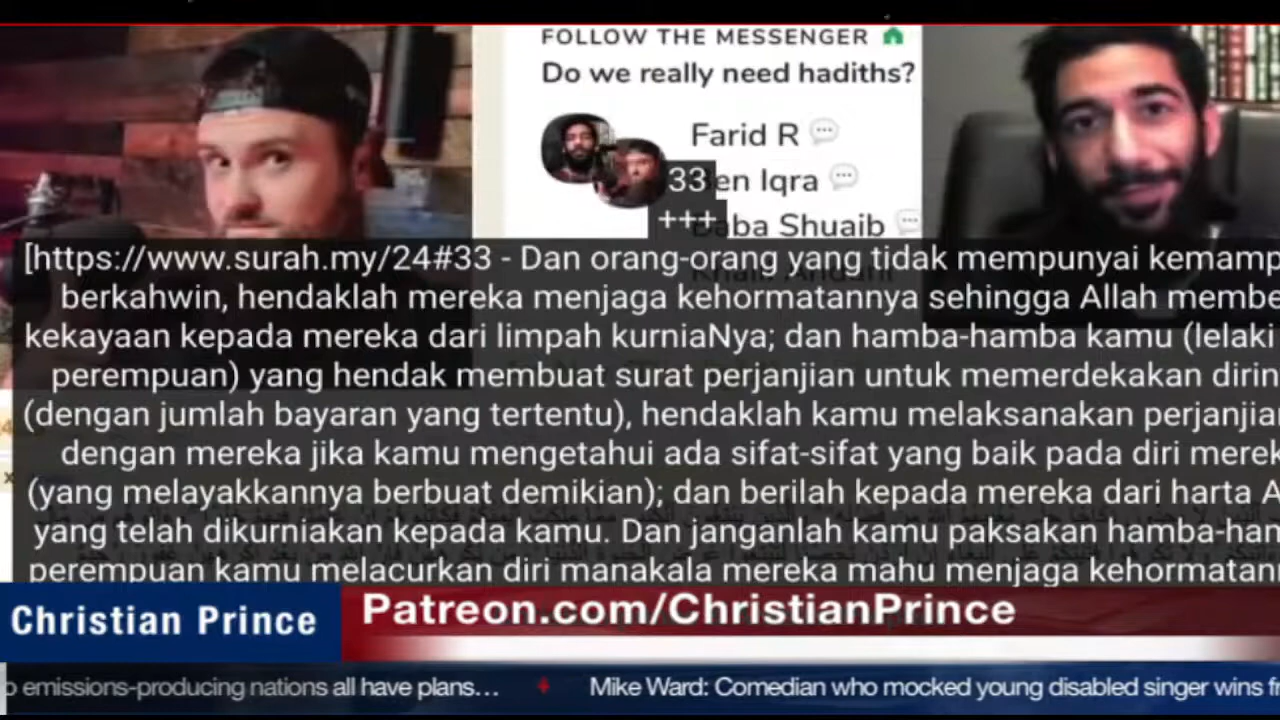 FOLLOW THE MESSENGER
Do we really need hadiths?
Farid R
33 en Iqra
+++ aba Shuaib
[https://www.surah.my/24#33 - Dan orang-orang yang tidak mempunyai kemamp
berkahwin, hendaklah mereka menjaga kehormatannya sehingga Allah membe
kekayaan kepada mereka dari limpah kurniaNya; dan hamba-hamba kamu (lelaki
perempuan) yang hendak membuat surat perjanjian untuk memerdekakan dirin
(dengan jumlah bayaran yang tertentu), hendaklah kamu melaksanakan perjanjia
dengan mereka jika kamu mengetahui ada sifat-sifat yang baik pada diri merek
(yang melayakkannya berbuat demikian); dan berilah kepada mereka dari harta A
yang telah dikurniakan kepada kamu. Dan janganlah kamu paksakan hamba-han
perempuan kamu melacurkan diri manakala mereka mahu menjaga kehormatan
Christian Prince
Patreon.com/ChristianPrince
o emissions-producing nations all have plans... Mike Ward: Comedian who mocked young disabled singer wins fr